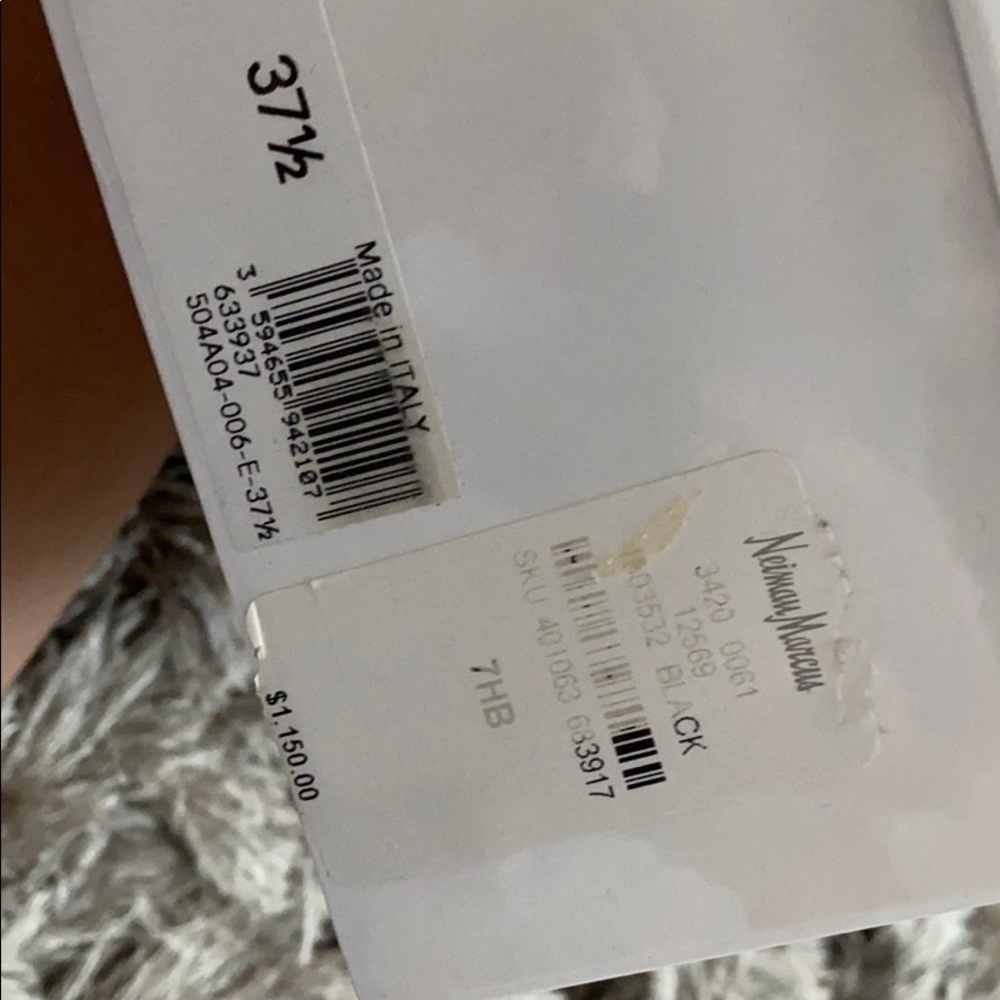 37½
Made in ITALY
3 594655 942107
633937
504A04-006-E-37½
Neiman Marcus
3420 0061
12569
03532 BLACK
SKU 401063 683917
7HB
$1,150.00